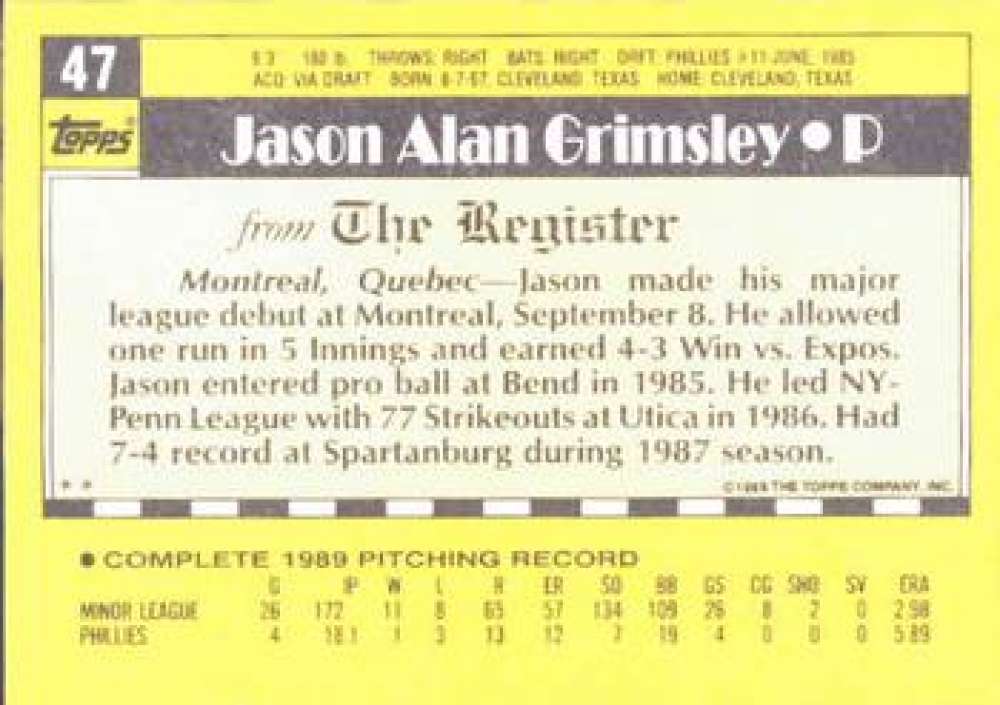 47
6'3" 180 lb. THROWS: RIGHT BATS: RIGHT DRFT: PHILLIES #11-JUNE, 1985
ACQ: VIA DRAFT BORN: 8-7-67, CLEVELAND, TEXAS HOME: CLEVELAND, TEXAS
TOPPS®
Jason Alan Grimsley • P
from The Register
Montreal, Quebec—Jason made his major
league debut at Montreal, September 8. He allowed
one run in 5 Innings and earned 4-3 Win vs. Expos.
Jason entered pro ball at Bend in 1985. He led NY-
Penn League with 77 Strikeouts at Utica in 1986. Had
7-4 record at Spartanburg during 1987 season.
* * © 1989 THE TOPPS COMPANY, INC.
● COMPLETE 1989 PITCHING RECORD
G IP W L R ER SO BB GS CG SHO SV ERA
MINOR LEAGUE 26 172 11 8 65 57 134 109 26 8 2 0 2.98
PHILLIES 4 18.1 1 3 13 12 7 19 4 0 0 0 5.89